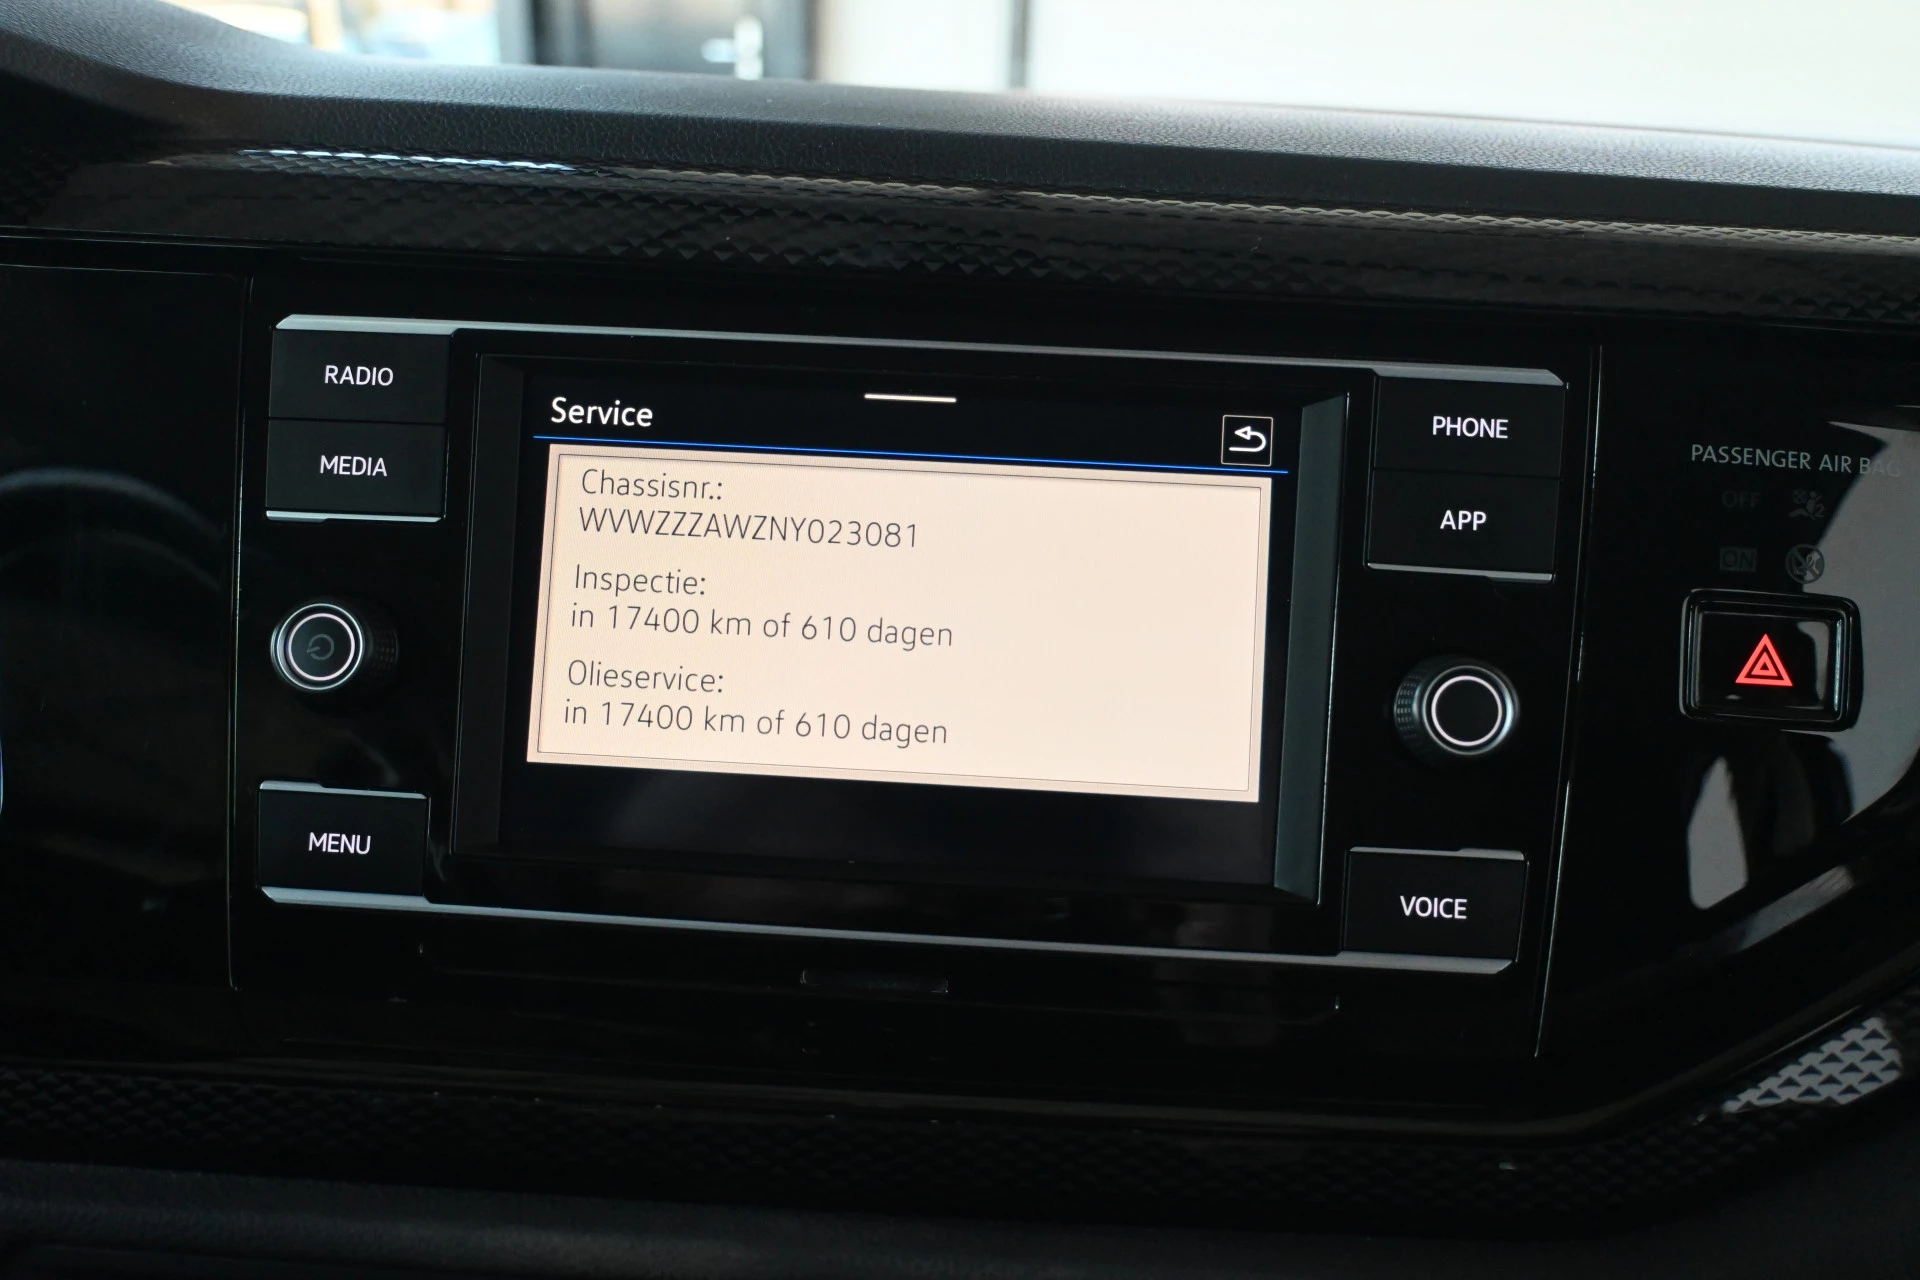 RADIO
MEDIA
MENU
Service
Chassisnr.:
WVWZZZAWZNY023081
Inspectie:
in 17400 km of 610 dagen
Olieservice:
in 17400 km of 610 dagen
PHONE
APP
VOICE
PASSENGER AIR BAG
OFF
ON